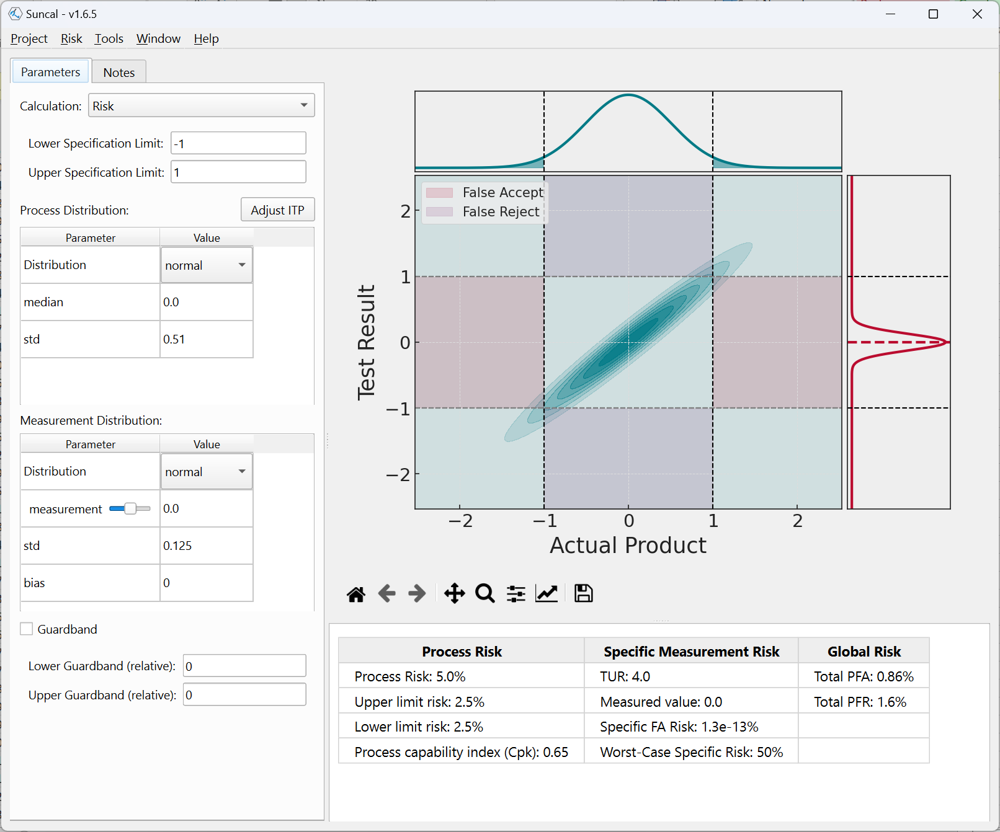 Suncal - v1.6.5
Project Risk Tools Window Help
Parameters Notes
Calculation: Risk
Lower Specification Limit: -1
Upper Specification Limit: 1
Process Distribution: Adjust ITP
Parameter Value
Distribution normal
median 0.0
std 0.51
Measurement Distribution:
Parameter Value
Distribution normal
measurement 0.0
std 0.125
bias 0
Guardband
Lower Guardband (relative): 0
Upper Guardband (relative): 0
False Accept
False Reject
2
1
0
−1
−2
Test Result
−2 −1 0 1 2
Actual Product
Process Risk Specific Measurement Risk Global Risk
Process Risk: 5.0% TUR: 4.0 Total PFA: 0.86%
Upper limit risk: 2.5% Measured value: 0.0 Total PFR: 1.6%
Lower limit risk: 2.5% Specific FA Risk: 1.3e-13%
Process capability index (Cpk): 0.65 Worst-Case Specific Risk: 50%